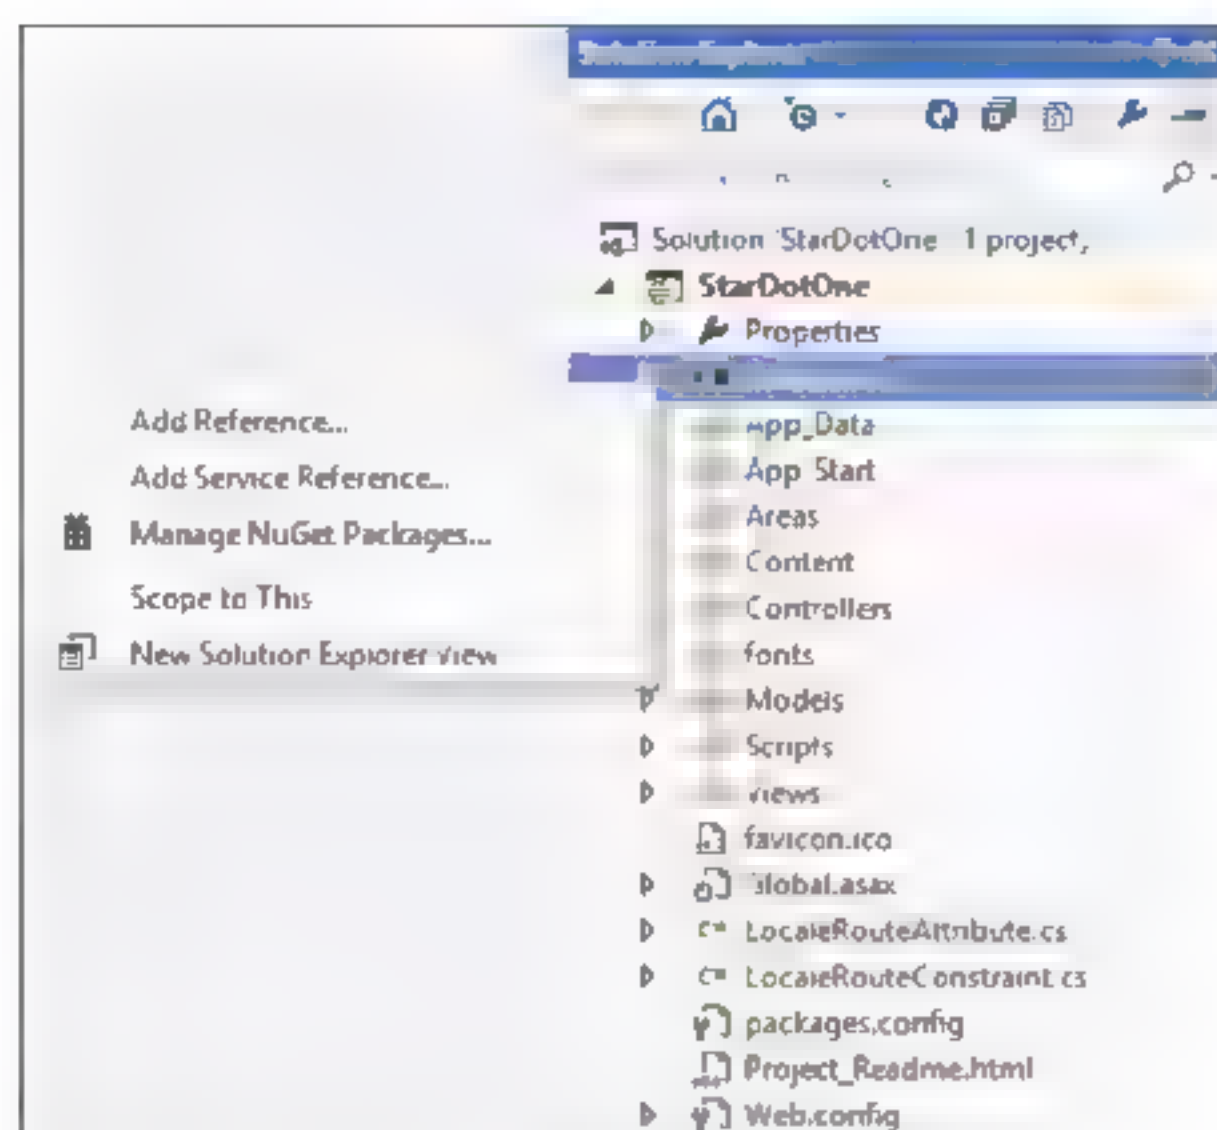 Solution 'StarDotOne' 1 project
StarDotOne
Properties
Add Reference...
Add Service Reference...
Manage NuGet Packages...
Scope to This
New Solution Explorer View
App_Data
App_Start
Areas
Content
Controllers
fonts
Models
Scripts
Views
favicon.ico
Global.asax
LocaleRouteAttribute.cs
LocaleRouteConstraint.cs
packages.config
Project_Readme.html
Web.config